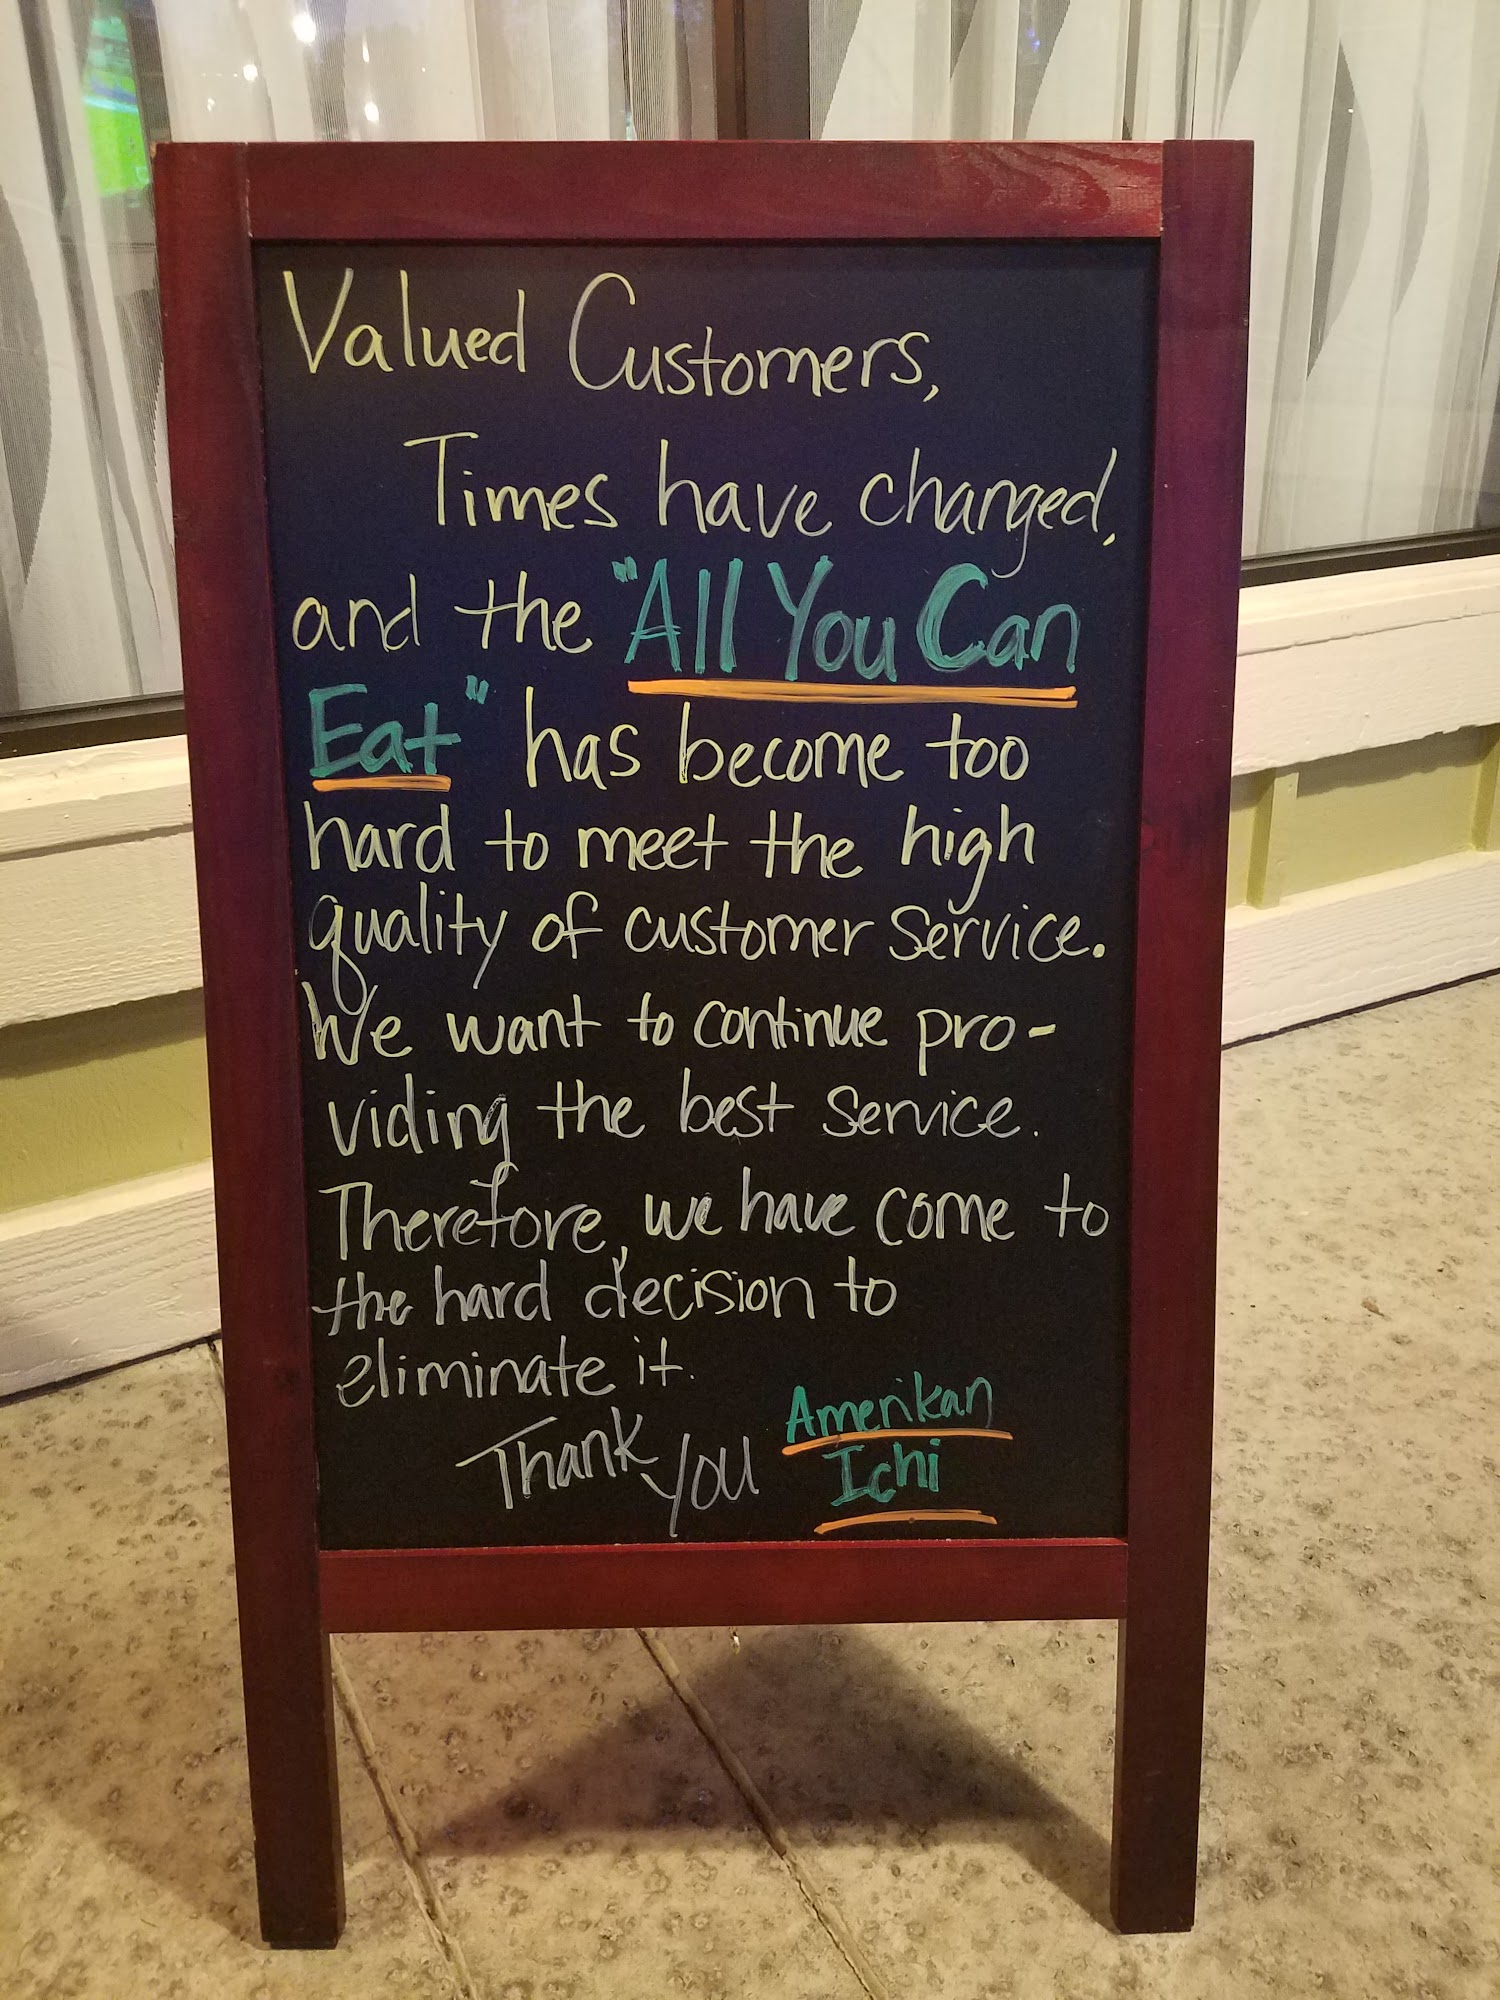 Valued Customers,
Times have changed,
and the "All You Can
Eat" has become too
hard to meet the high
quality of customer service.
We want to continue pro-
viding the best service.
Therefore, we have come to
the hard decision to
eliminate it.
Thank you Amerikan
Ichi